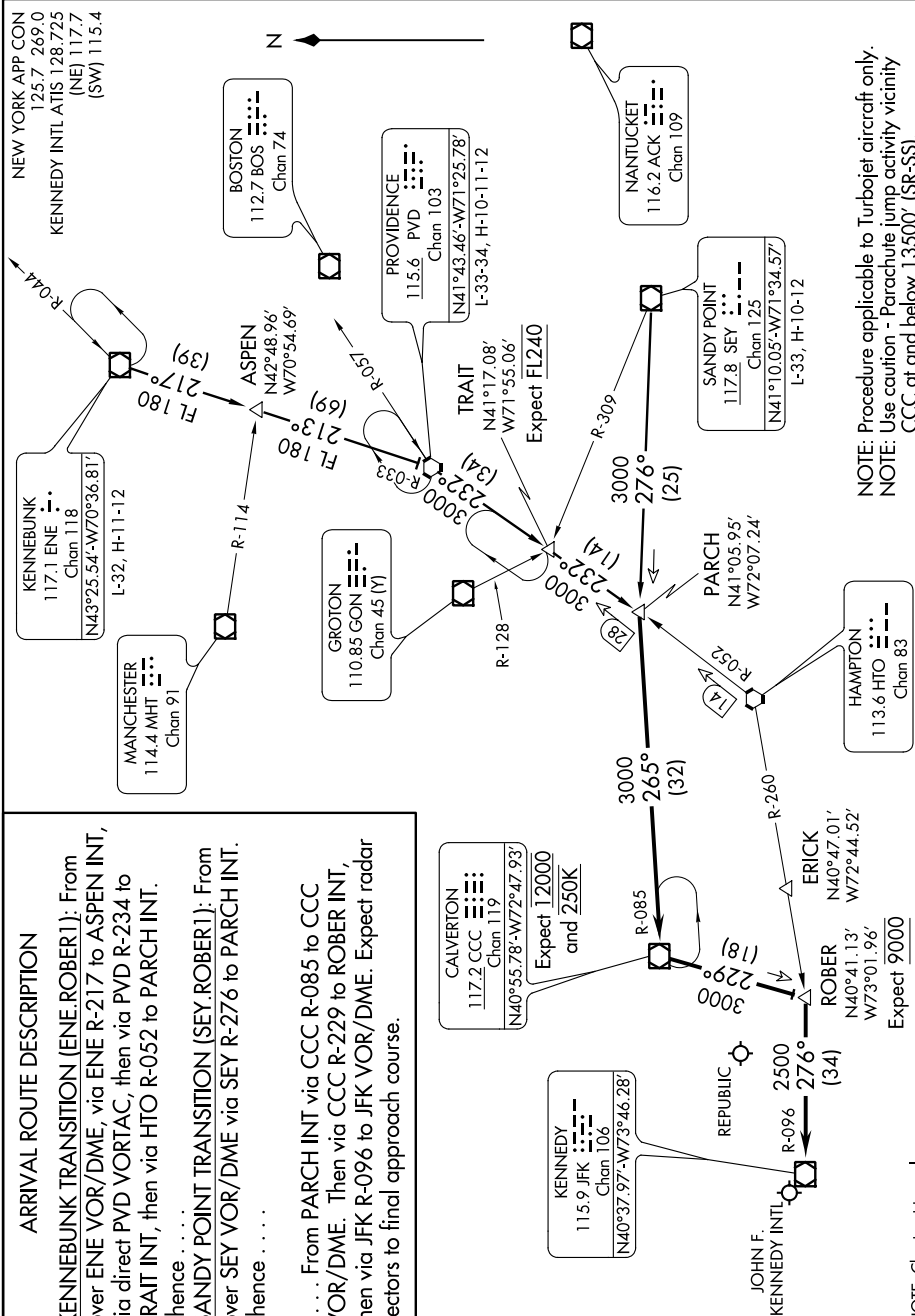 NEW YORK APP CON
125.7 269.0
KENNEDY INTL ATIS 128.725
(NE) 117.7
(SW) 115.4
ARRIVAL ROUTE DESCRIPTION
KENNEBUNK TRANSITION (ENE.ROBER1): From
over ENE VOR/DME, via ENE R-217 to ASPEN INT,
via direct PVD VORTAC, then via PVD R-234 to
TRAIT INT, then via HTO R-052 to PARCH INT.
Thence . . . .
SANDY POINT TRANSITION (SEY.ROBER1): From
over SEY VOR/DME via SEY R-276 to PARCH INT.
Thence . . . .
. . . . From PARCH INT via CCC R-085 to CCC
VOR/DME. Then via CCC R-229 to ROBER INT,
then via JFK R-096 to JFK VOR/DME. Expect radar
vectors to final approach course.
KENNEBUNK
117.1 ENE
Chan 118
N43°25.54'-W70°36.81'
L-32, H-11-12
R-044
FL 180
217°
(39)
MANCHESTER
114.4 MHT
Chan 91
R-114
ASPEN
N42°48.96'
W70°54.69'
FL 180
213°
(69)
BOSTON
112.7 BOS
Chan 74
N
R-057
R-033
PROVIDENCE
115.6 PVD
Chan 103
N41°43.46'-W71°25.78'
L-33-34, H-10-11-12
3000
232°
(34)
GROTON
110.85 GON
Chan 45 (Y)
R-128
TRAIT
N41°17.08'
W71°55.06'
Expect FL240
R-309
NANTUCKET
116.2 ACK
Chan 109
SANDY POINT
117.8 SEY
Chan 125
N41°10.05'-W71°34.57'
L-33, H-10-12
3000
276°
(25)
3000
232°
(14)
28
PARCH
N41°05.95'
W72°07.24'
R-052
14
HAMPTON
113.6 HTO
Chan 83
3000
265°
(32)
CALVERTON
117.2 CCC
Chan 119
N40°55.78'-W72°47.93'
Expect 12000
and 250K
R-085
R-260
ERICK
N40°47.01'
W72°44.52'
3000
229°
(18)
ROBER
N40°41.13'
W73°01.96'
Expect 9000
KENNEDY
115.9 JFK
Chan 106
N40°37.97'-W73°46.28'
REPUBLIC
2500
276°
(34)
R-096
JOHN F.
KENNEDY INTL
NOTE: Procedure applicable to Turbojet aircraft only.
NOTE: Use caution - Parachute jump activity vicinity
CCC at and below 13500' (SR-SS)